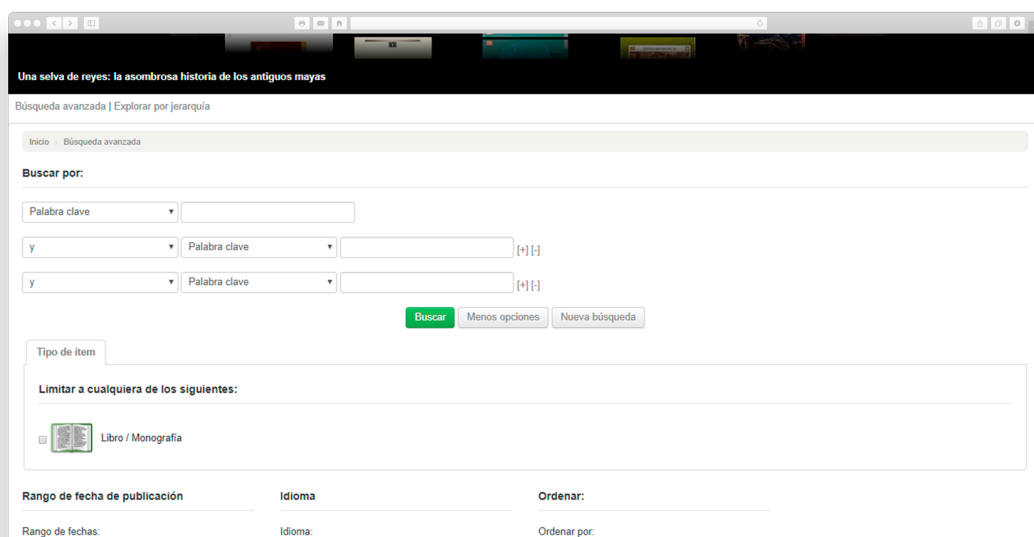 Una selva de reyes: la asombrosa historia de los antiguos mayas
Búsqueda avanzada | Explorar por jerarquía
Inicio › Búsqueda avanzada
Buscar por:
Palabra clave
y Palabra clave [+] [-]
y Palabra clave [+] [-]
Buscar Menos opciones Nueva búsqueda
Tipo de ítem
Limitar a cualquiera de los siguientes:
Libro / Monografía
Rango de fecha de publicación Idioma Ordenar:
Rango de fechas: Idioma: Ordenar por: